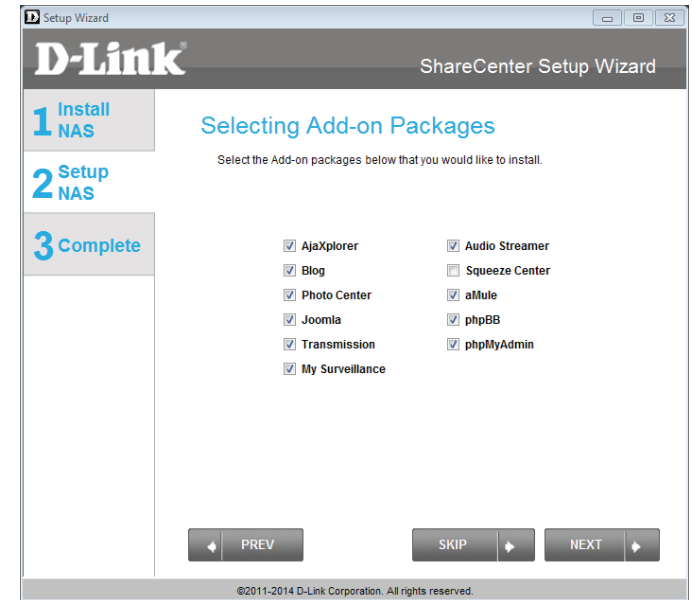 Setup Wizard
D-Link
ShareCenter Setup Wizard
1 Install
NAS
2 Setup
NAS
3 Complete
Selecting Add-on Packages
Select the Add-on packages below that you would like to install.
AjaXplorer
Audio Streamer
Blog
Squeeze Center
Photo Center
aMule
Joomla
phpBB
Transmission
phpMyAdmin
My Surveillance
PREV
SKIP
NEXT
©2011-2014 D-Link Corporation. All rights reserved.